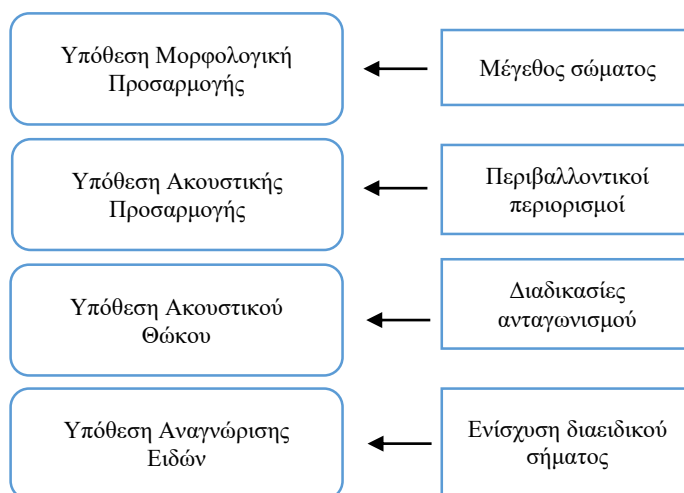 Υπόθεση Μορφολογική
Προσαρμογής
Μέγεθος σώματος
Υπόθεση Ακουστικής
Προσαρμογής
Περιβαλλοντικοί
περιορισμοί
Υπόθεση Ακουστικού
Θώκου
Διαδικασίες
ανταγωνισμού
Υπόθεση Αναγνώρισης
Ειδών
Ενίσχυση διαειδικού
σήματος